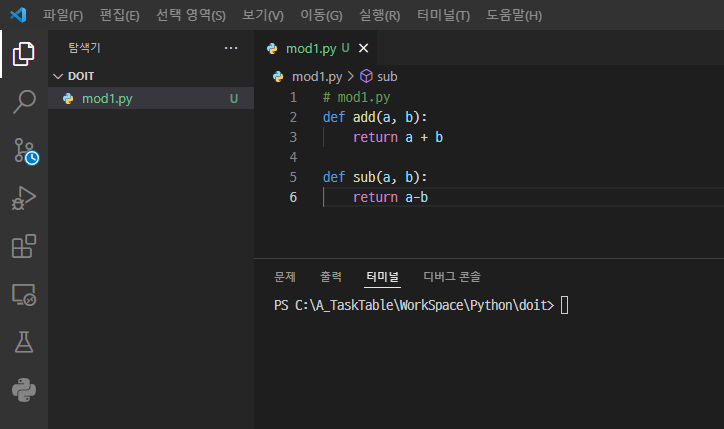 파일(F) 편집(E) 선택 영역(S) 보기(V) 이동(G) 실행(R) 터미널(T) 도움말(H)
탐색기 ···
DOIT
mod1.py U
mod1.py U
mod1.py > sub
1 # mod1.py
2 def add(a, b):
3 return a + b
4
5 def sub(a, b):
6 return a-b
문제 출력 터미널 디버그 콘솔
PS C:\A_TaskTable\WorkSpace\Python\doit>